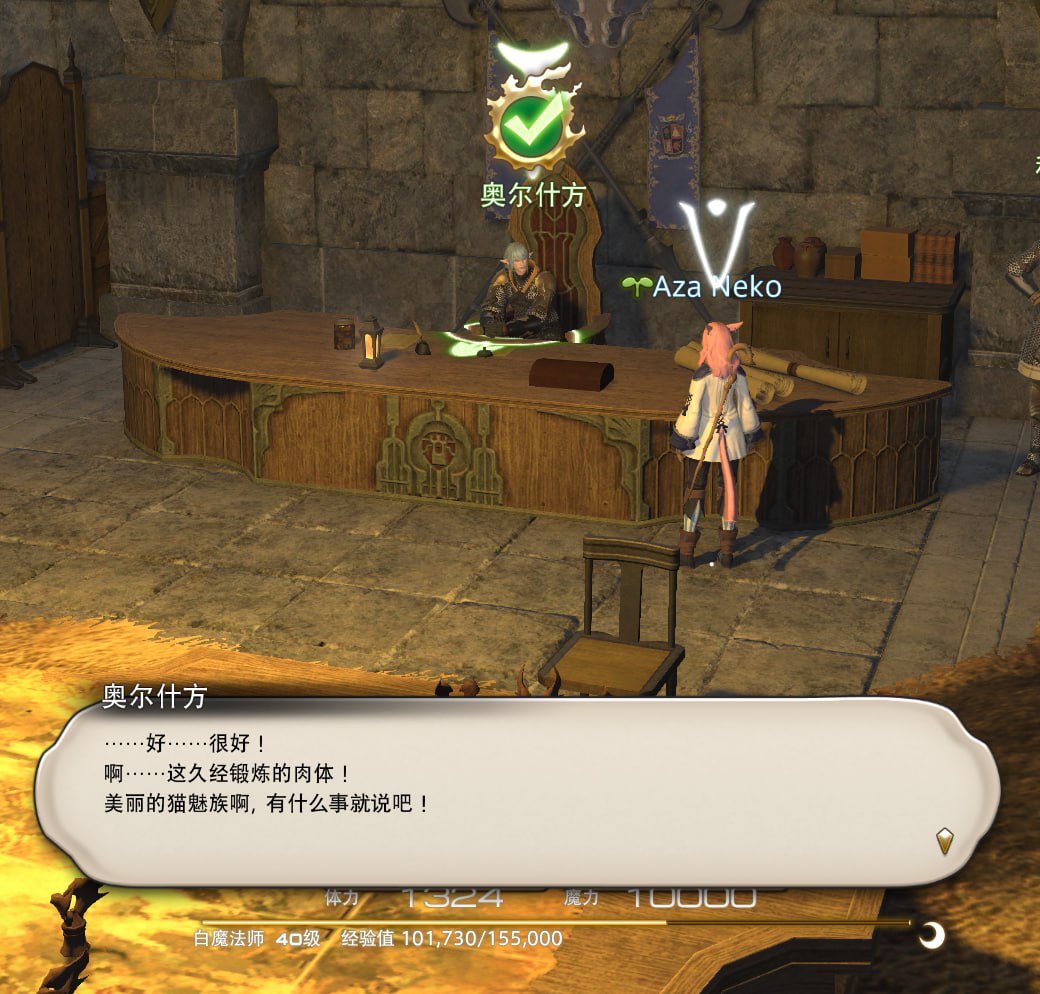 奥尔什方
Aza Neko
奥尔什方
……好……很好！
啊……这久经锻炼的肉体！
美丽的猫魅族啊，有什么事就说吧！
体力 1324 魔力 10000
白魔法师 40级 经验值 101,730/155,000